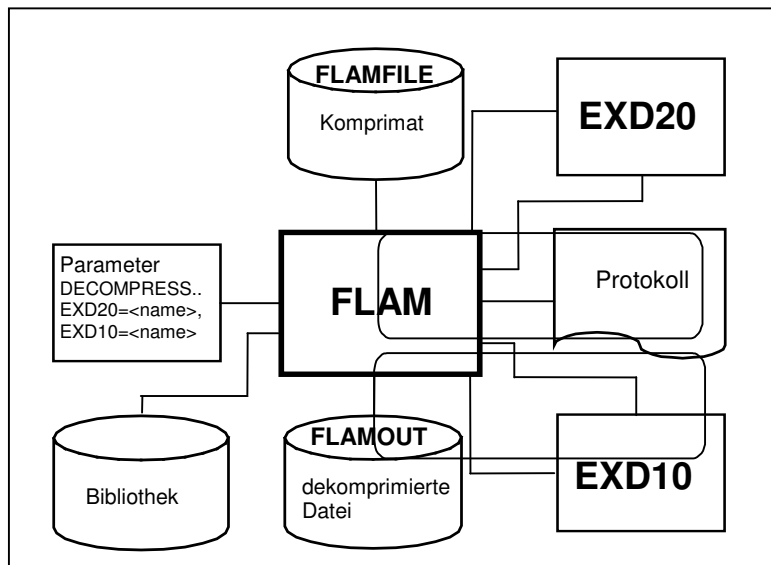 FLAMFILE
Komprimat
EXD20
Parameter
DECOMPRESS..
EXD20=<name>,
EXD10=<name>
FLAM
Protokoll
Bibliothek
FLAMOUT
dekomprimierte
Datei
EXD10